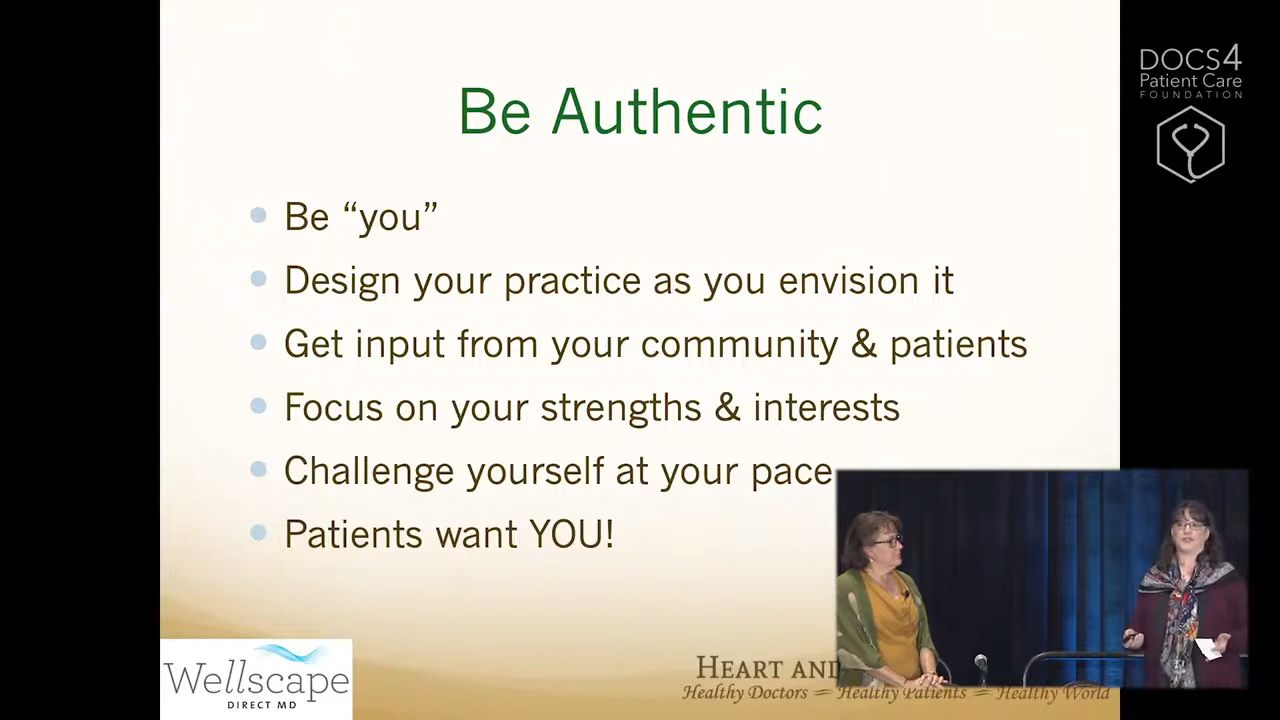 Be Authentic
Be “you”
Design your practice as you envision it
Get input from your community & patients
Focus on your strengths & interests
Challenge yourself at your pace
Patients want YOU!
Wellscape
DIRECT MD
HEART AND
Healthy Doctors = Healthy Patients = Healthy World
DOCS4
Patient Care
FOUNDATION